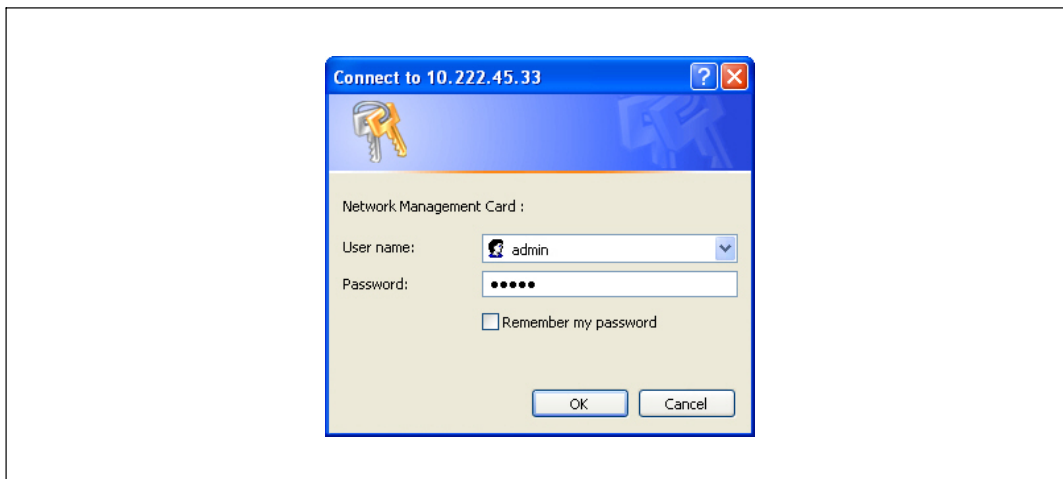 Connect to 10.222.45.33
?
Network Management Card :
User name:
admin
Password:
•••••
Remember my password
OK
Cancel